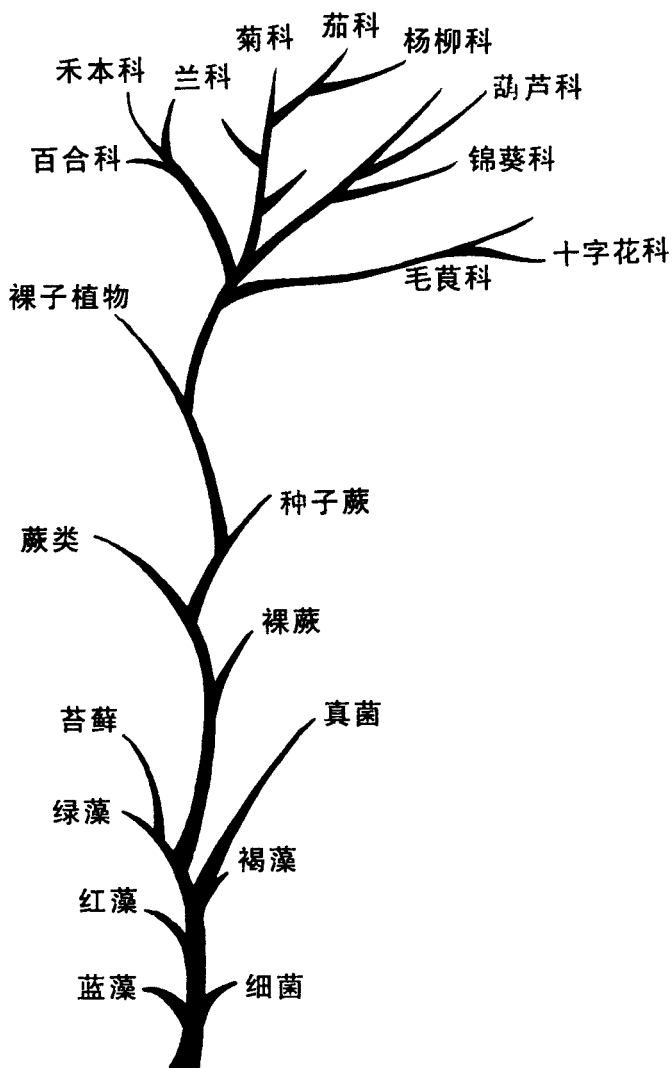 茄科
菊科
杨柳科
禾本科
兰科
葫芦科
百合科
锦葵科
十字花科
毛茛科
裸子植物
种子蕨
蕨类
裸蕨
苔藓
真菌
绿藻
褐藻
红藻
蓝藻
细菌